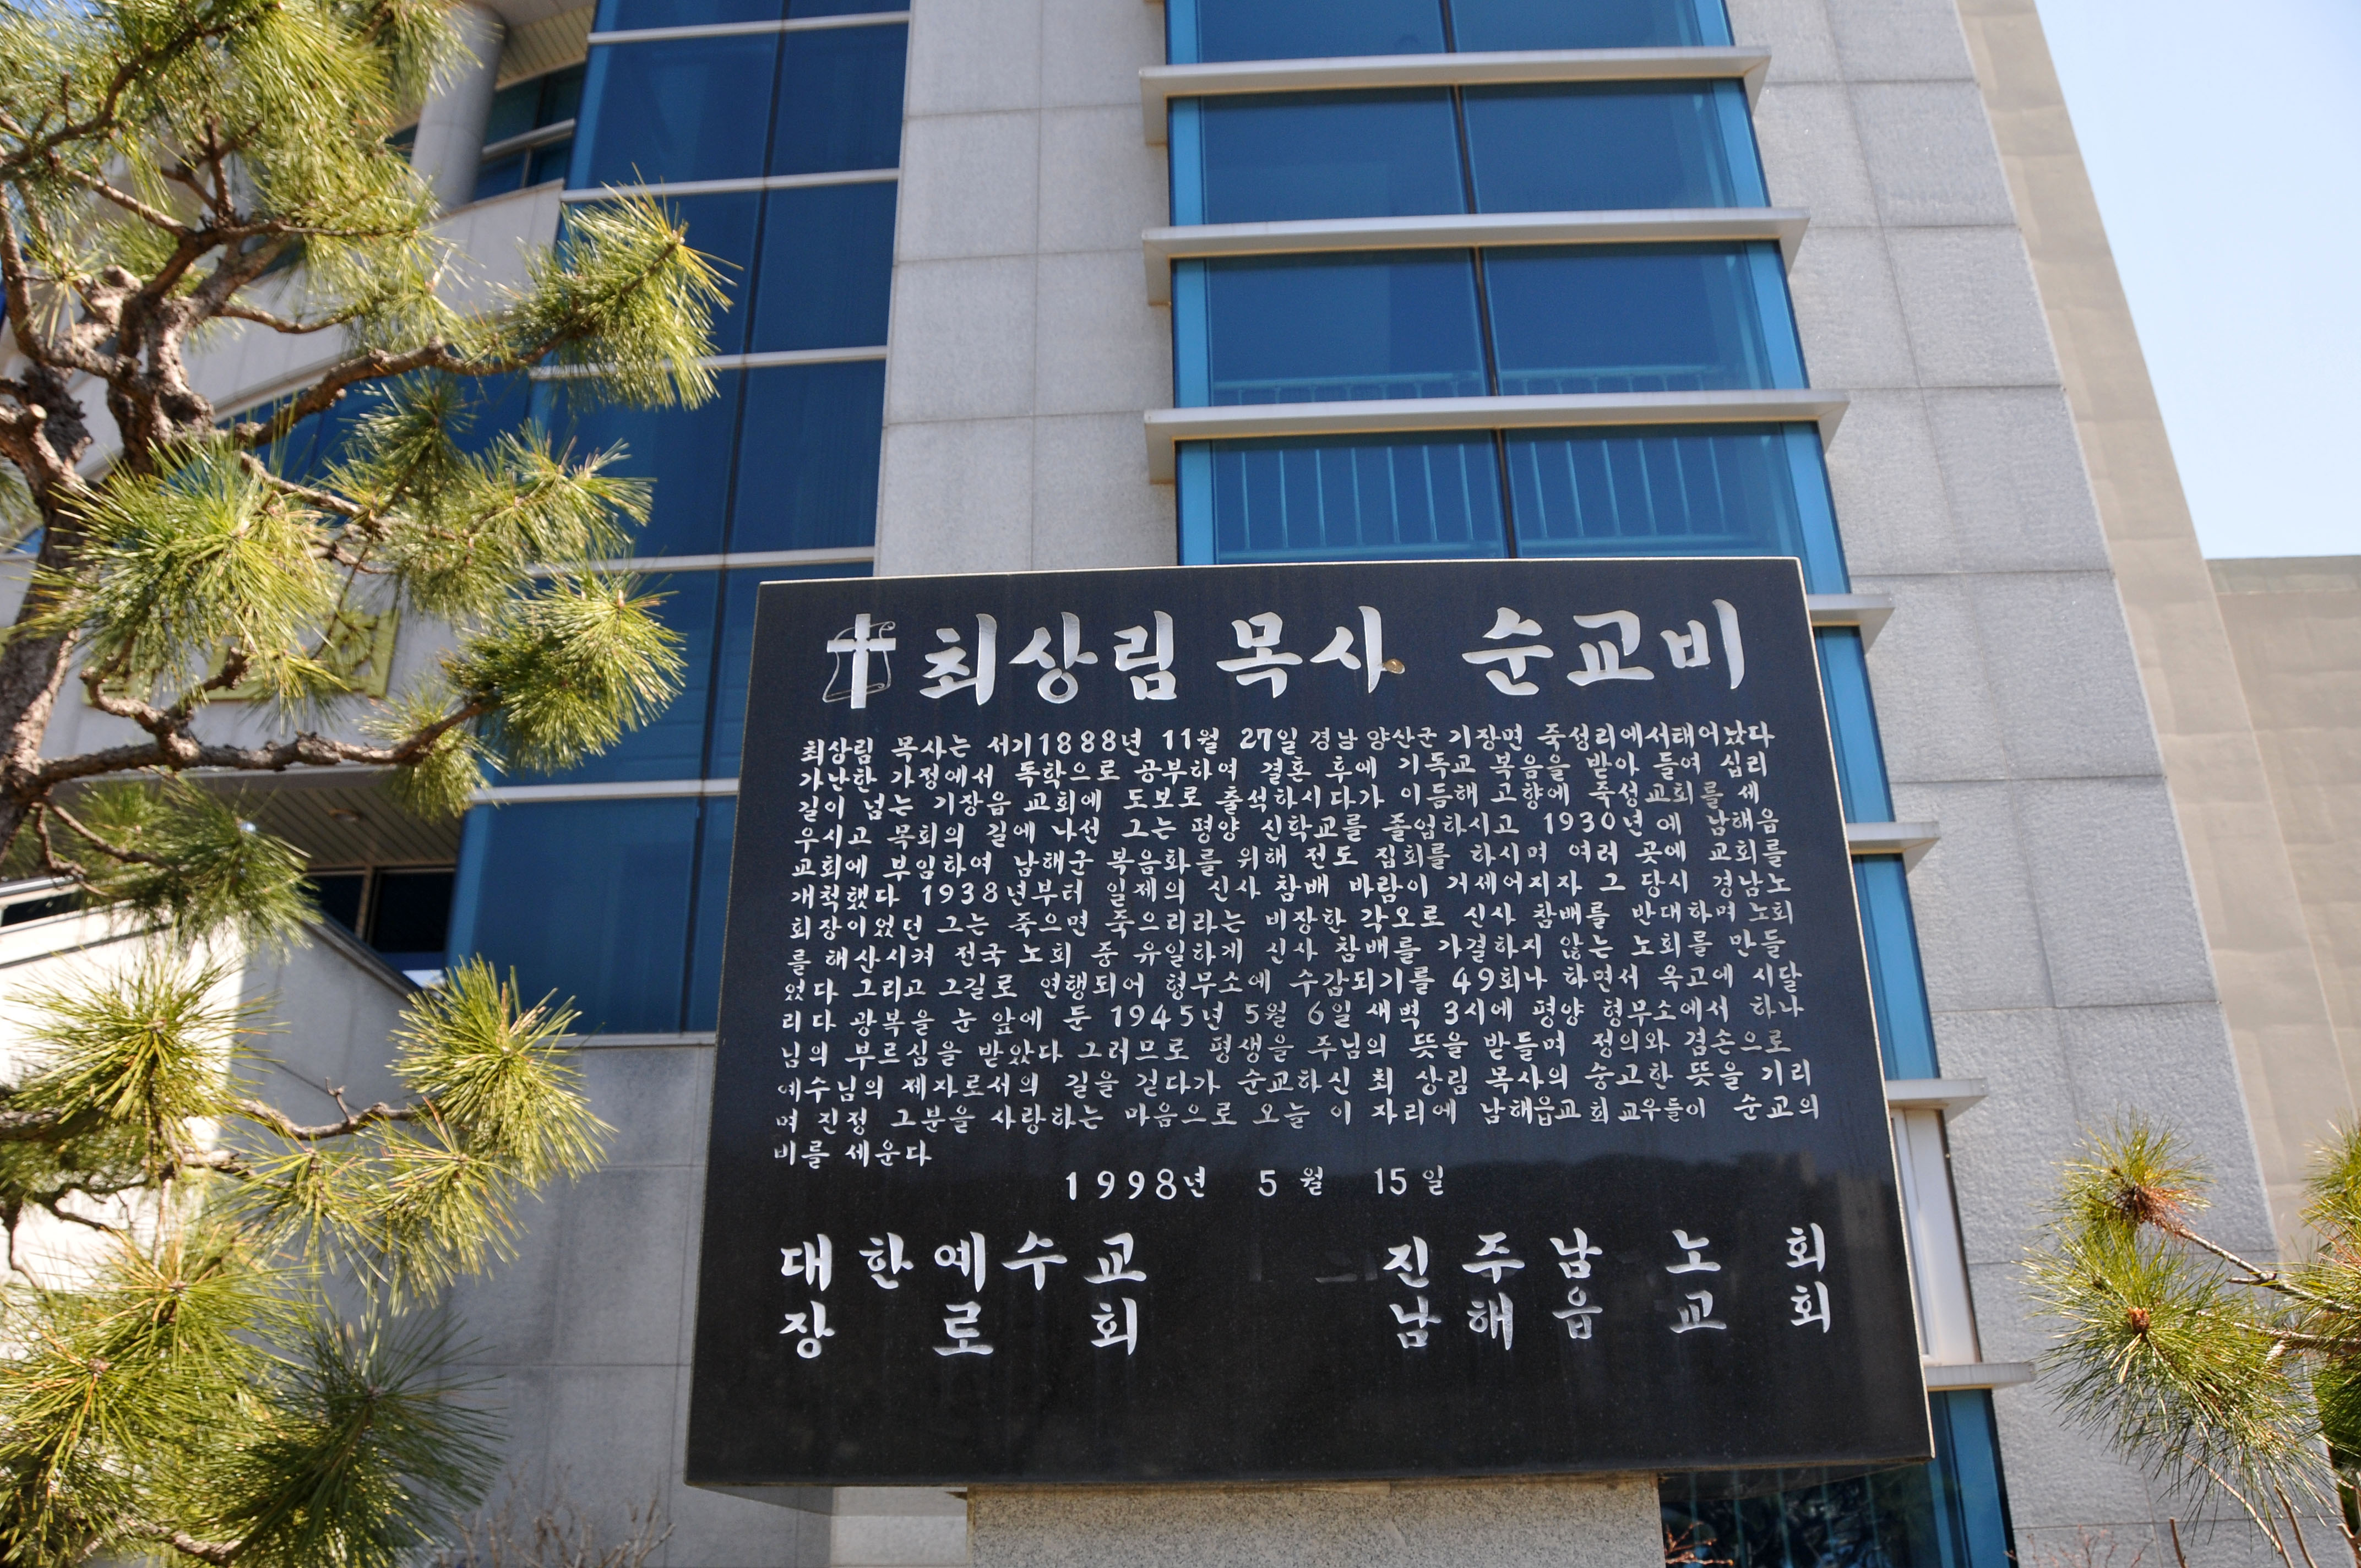 최상림 목사 순교비
최상림 목사는 서기1888년 11월 27일 경남 양산군 기장면 죽성리에서태어났다
가난한 가정에서 독학으로 공부하여 결혼 후에 기독교 복음을 받아 들여 십리
길이 넘는 기장읍 교회에 도보로 출석하시다가 이듬해 고향에 죽성교회를 세
우시고 목회의 길에 나선 그는 평양 신학교를 졸업하시고 1930년에 남해읍
교회에 부임하여 남해군 복음화를 위해 전도 집회를 하시며 여러 곳에 교회를
개척했다 1938년부터 일제의 신사 참배 바람이 거세어지자 그 당시 경남노
회장이었던 그는 죽으면 죽으리라는 비장한 각오로 신사 참배를 반대하며 노회
를 해산시켜 전국 노회 중 유일하게 신사 참배를 가결하지 않는 노회를 만들
었다 그리고 그길로 연행되어 형무소에 수감되기를 49회나 하면서 옥고에 시달
리다 광복을 눈 앞에 둔 1945년 5월 6일 새벽 3시에 평양 형무소에서 하나
님의 부르심을 받았다 그러므로 평생을 주님의 뜻을 받들며 정의와 겸손으로
예수님의 제자로서의 길을 걷다가 순교하신 최 상림 목사의 숭고한 뜻을 기리
며 진정 그분을 사랑하는 마음으로 오늘 이 자리에 남해읍교회 교우들이 순교의
비를 세운다
1998년 5월 15일
대한예수교 진주남노회
장로회 남해읍교회